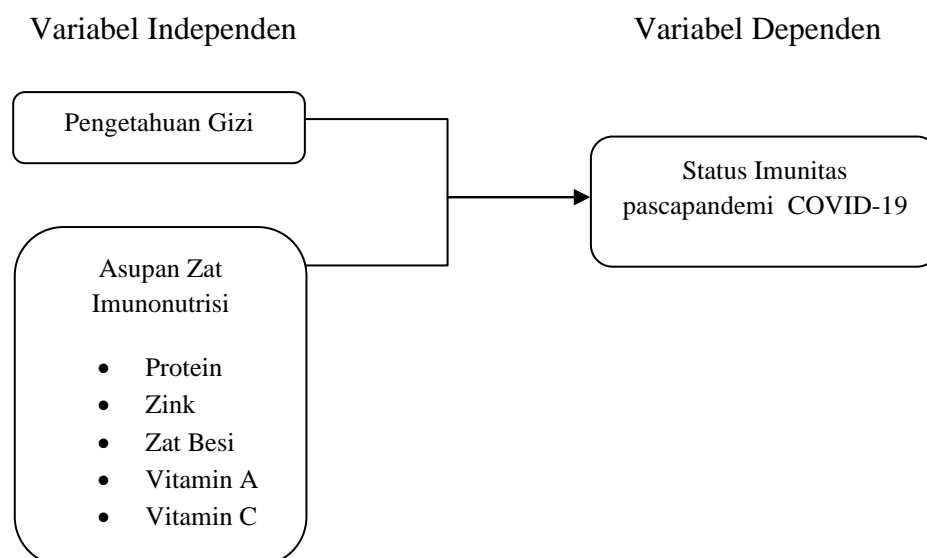 Variabel Independen
Variabel Dependen
Pengetahuan Gizi
Status Imunitas
pascapandemi COVID-19
Asupan Zat
Imunonutrisi
• Protein
• Zink
• Zat Besi
• Vitamin A
• Vitamin C